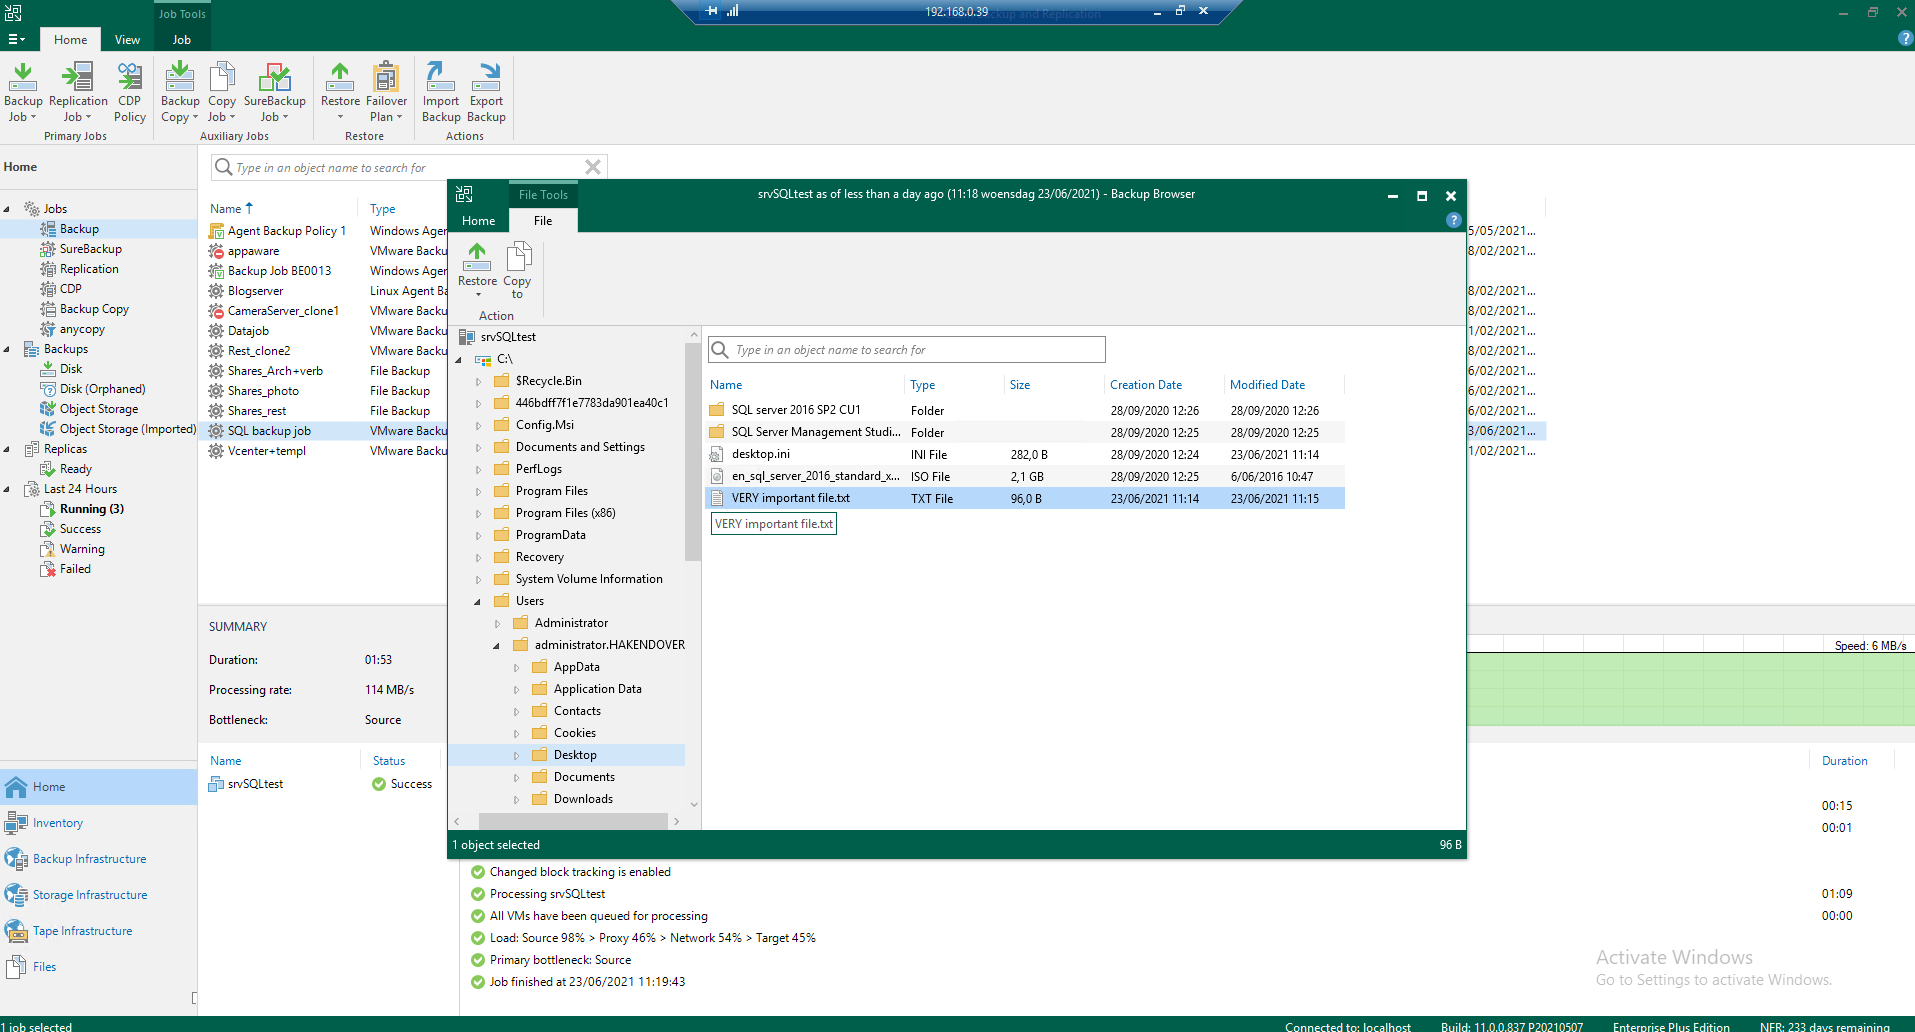 Job Tools
192.168.0.39
Home
View
Job
Backup Job
Replication Job
CDP Policy
Primary Jobs
Backup Copy
Copy Job
SureBackup Job
Auxiliary Jobs
Restore
Failover Plan
Restore
Import Backup
Export Backup
Actions
Home
Jobs
Backup
SureBackup
Replication
CDP
Backup Copy
anycopy
Backups
Disk
Disk (Orphaned)
Object Storage
Object Storage (Imported)
Replicas
Ready
Last 24 Hours
Running (3)
Success
Warning
Failed
Home
Inventory
Backup Infrastructure
Storage Infrastructure
Tape Infrastructure
Files
Type in an object name to search for
Name Type
Agent Backup Policy 1 Windows Ager
appaware VMware Backu
Backup Job BE0013 Windows Ager
Blogserver Linux Agent Ba
CameraServer_clone1 VMware Backu
Datajob VMware Backu
Rest_clone2 VMware Backu
Shares_Arch+verb File Backup
Shares_photo File Backup
Shares_rest File Backup
SQL backup job VMware Backu
Vcenter+templ VMware Backu
5/05/2021...
8/02/2021...
8/02/2021...
8/02/2021...
1/02/2021...
6/02/2021...
6/02/2021...
6/02/2021...
6/02/2021...
3/06/2021...
1/02/2021...
srvSQLtest as of less than a day ago (11:18 woensdag 23/06/2021) - Backup Browser
File Tools
Home
File
Restore
Copy to
Action
srvSQLtest
C:\
$Recycle.Bin
446bdff7f1e7783da901ea40c1
Config.Msi
Documents and Settings
PerfLogs
Program Files
Program Files (x86)
ProgramData
Recovery
System Volume Information
Users
Administrator
administrator.HAKENDOVER
AppData
Application Data
Contacts
Cookies
Desktop
Documents
Downloads
Type in an object name to search for
Name Type Size Creation Date Modified Date
SQL server 2016 SP2 CU1 Folder 28/09/2020 12:26 28/09/2020 12:26
SQL Server Management Studi... Folder 28/09/2020 12:25 28/09/2020 12:25
desktop.ini INI File 282,0 B 28/09/2020 12:24 23/06/2021 11:14
en_sql_server_2016_standard_x... ISO File 2,1 GB 28/09/2020 12:25 6/06/2016 10:47
VERY important file.txt TXT File 96,0 B 23/06/2021 11:14 23/06/2021 11:15
VERY important file.txt
1 object selected 96 B
SUMMARY
Duration: 01:53
Processing rate: 114 MB/s
Bottleneck: Source
Speed: 6 MB/s
Name Status
srvSQLtest Success
Duration
00:15
00:01
Changed block tracking is enabled
Processing srvSQLtest 01:09
All VMs have been queued for processing 00:00
Load: Source 98% > Proxy 46% > Network 54% > Target 45%
Primary bottleneck: Source
Job finished at 23/06/2021 11:19:43
Activate Windows
Go to Settings to activate Windows.
1 job selected
Connected to: localhost
Build: 11.0.0.837 P20210507
Enterprise Plus Edition
NFR: 233 days remaining